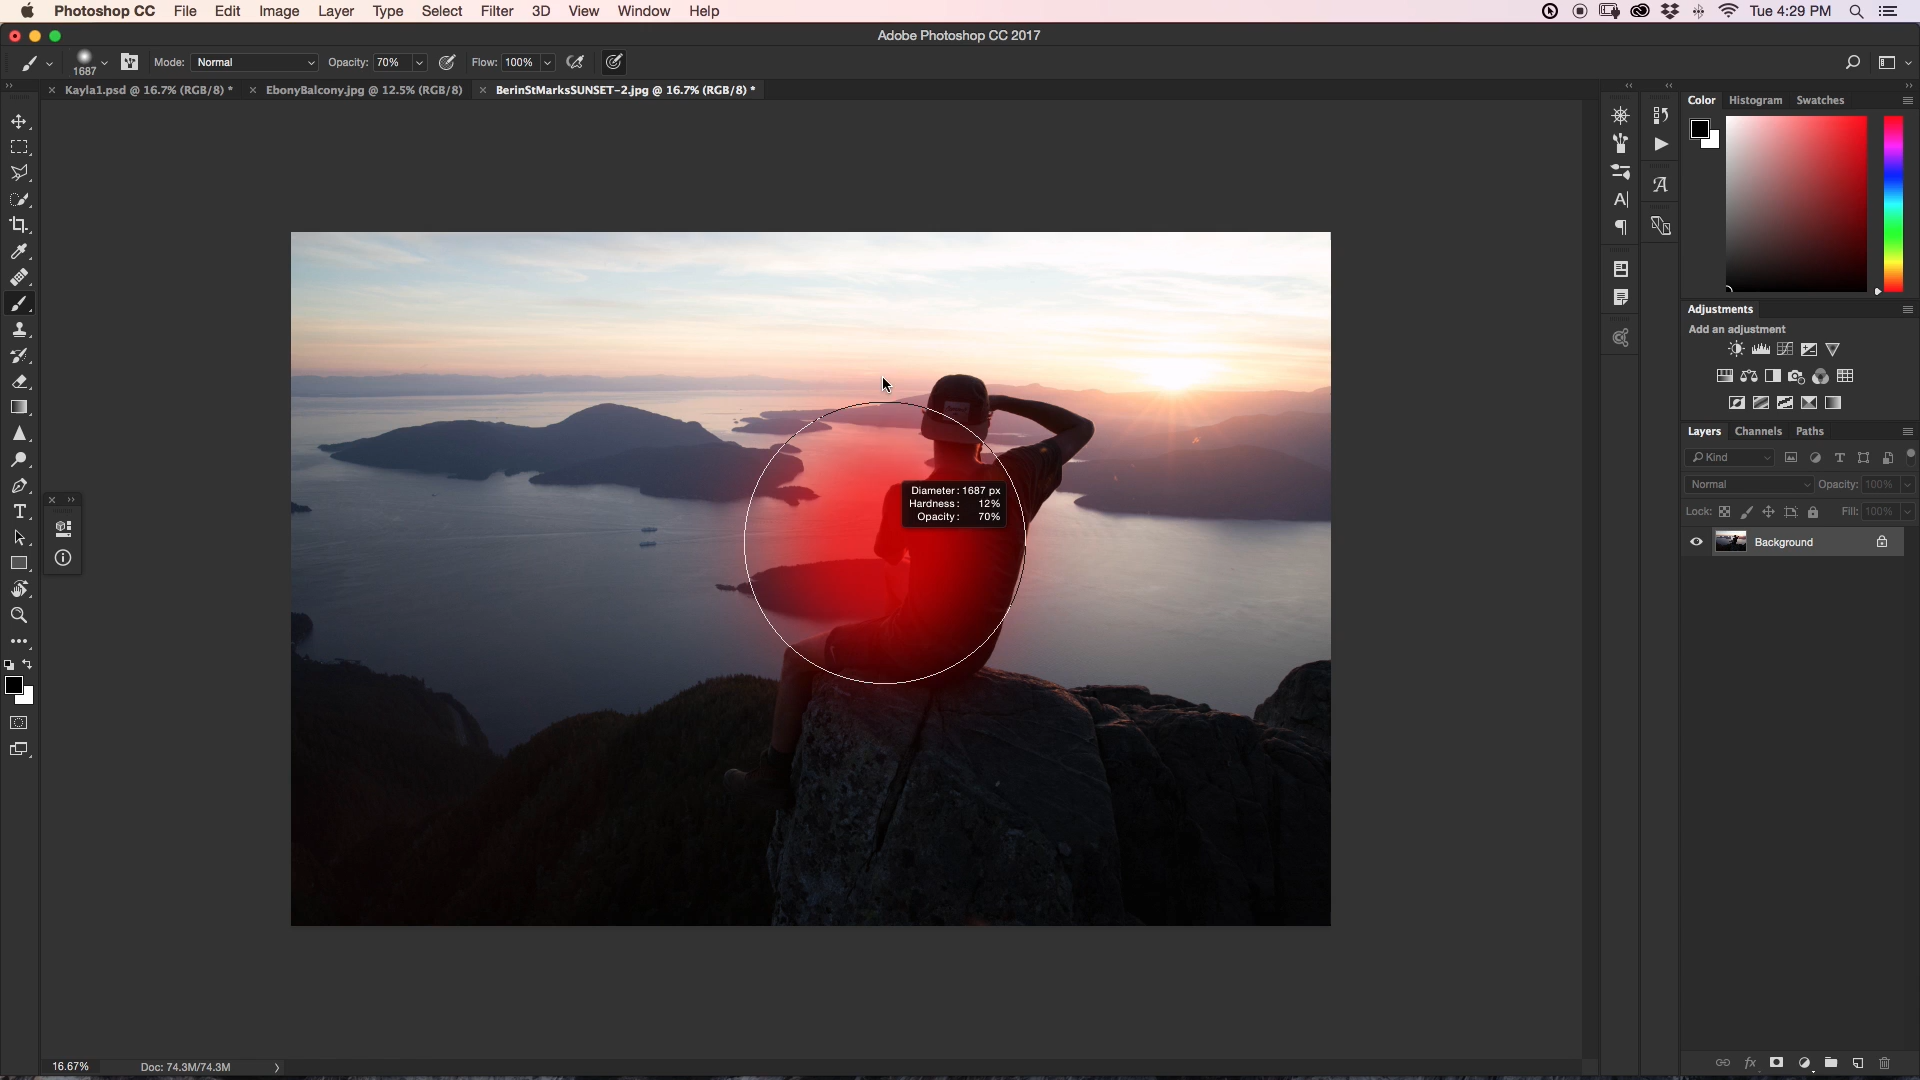 Photoshop CC File Edit Image Layer Type Select Filter 3D View Window Help Tue 4:29 PM
Adobe Photoshop CC 2017
1687 Mode: Normal Opacity: 70% Flow: 100%
Kayla1.psd @ 16.7% (RGB/8) * EbonyBalcony.jpg @ 12.5% (RGB/8) BerinStMarksSUNSET-2.jpg @ 16.7% (RGB/8) *
Color Histogram Swatches
Adjustments
Add an adjustment
Layers Channels Paths
Kind
Normal Opacity: 100%
Lock: Fill: 100%
Background
Diameter: 1687 px
Hardness: 12%
Opacity: 70%
16.67% Doc: 74.3M/74.3M